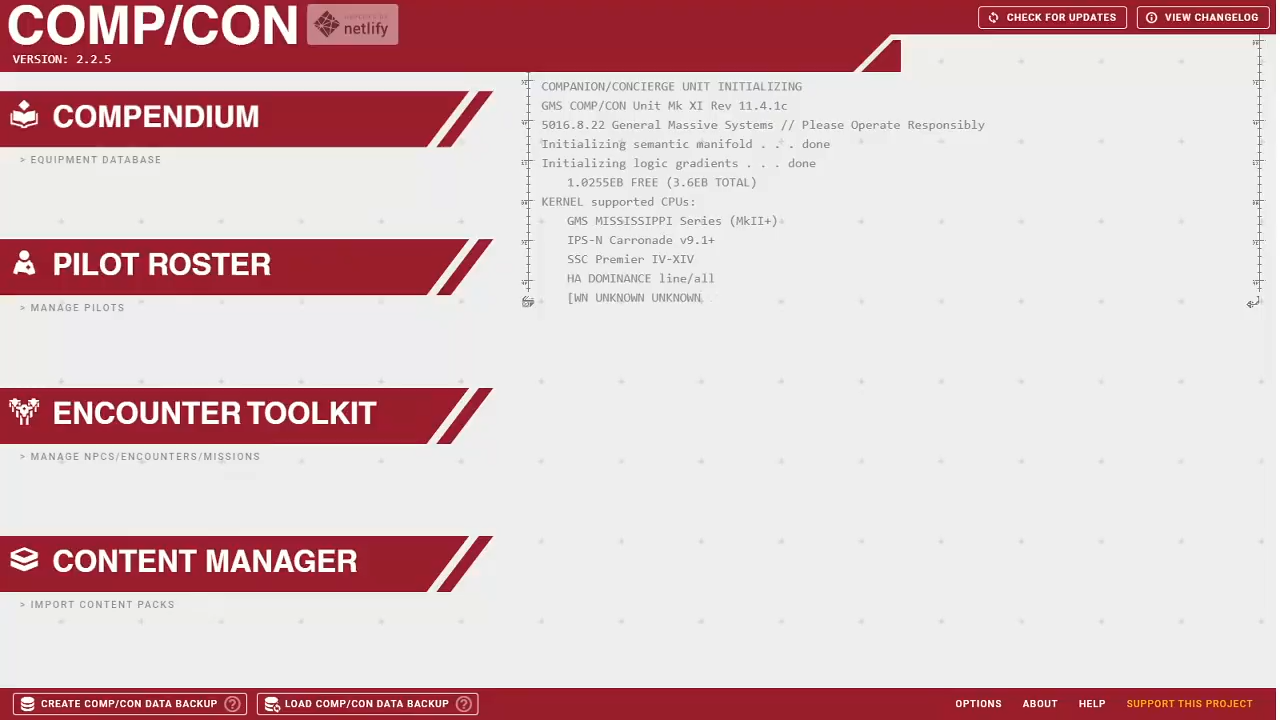 COMP/CON
netlify
VERSION: 2.2.5
CHECK FOR UPDATES
VIEW CHANGELOG
COMPENDIUM
> EQUIPMENT DATABASE
PILOT ROSTER
> MANAGE PILOTS
ENCOUNTER TOOLKIT
> MANAGE NPCS/ENCOUNTERS/MISSIONS
CONTENT MANAGER
> IMPORT CONTENT PACKS
COMPANION/CONCIERGE UNIT INITIALIZING
GMS COMP/CON Unit Mk XI Rev 11.4.1c
5016.8.22 General Massive Systems // Please Operate Responsibly
Initializing semantic manifold . . . done
Initializing logic gradients . . . done
1.0255EB FREE (3.6EB TOTAL)
KERNEL supported CPUs:
GMS MISSISSIPPI Series (MkII+)
IPS-N Carronade v9.1+
SSC Premier IV-XIV
HA DOMINANCE line/all
[WN UNKNOWN UNKNOWN
CREATE COMP/CON DATA BACKUP ?
LOAD COMP/CON DATA BACKUP ?
OPTIONS
ABOUT
HELP
SUPPORT THIS PROJECT